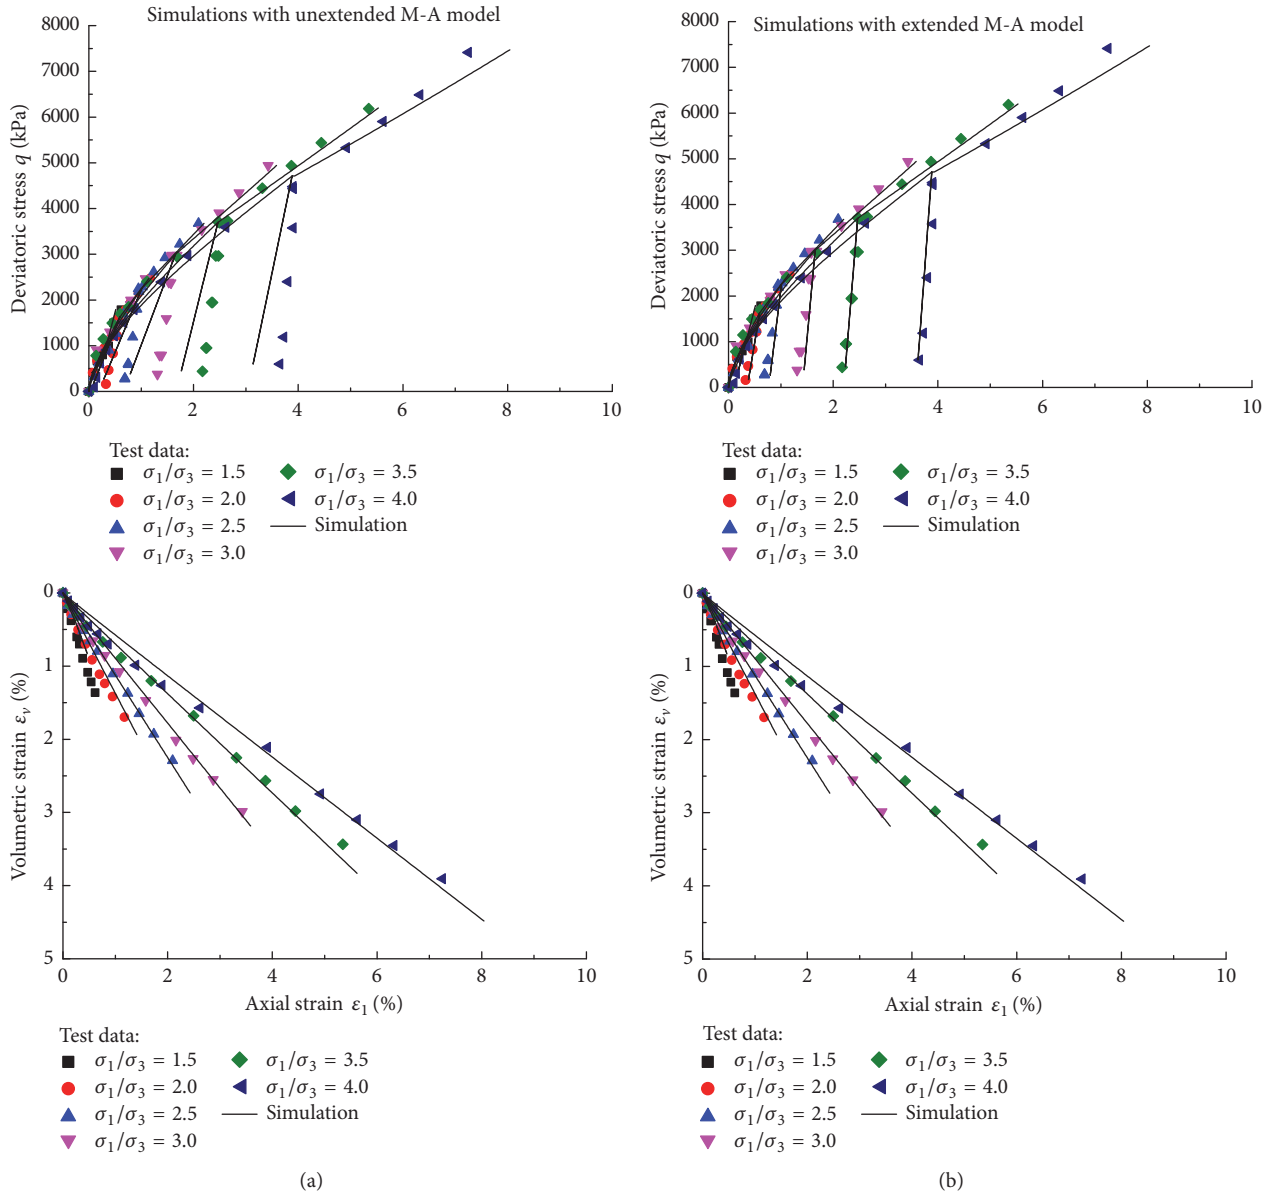 Simulations with unextended M-A model
8000
7000
6000
5000
4000
3000
2000
1000
0
Deviatoric stress q (kPa)
0 2 4 6 8 10
Test data:
σ1/σ3 = 1.5
σ1/σ3 = 2.0
σ1/σ3 = 2.5
σ1/σ3 = 3.0
σ1/σ3 = 3.5
σ1/σ3 = 4.0
Simulation
0
1
2
3
4
5
Volumetric strain εv (%)
0 2 4 6 8 10
Axial strain ε1 (%)
Test data:
σ1/σ3 = 1.5
σ1/σ3 = 2.0
σ1/σ3 = 2.5
σ1/σ3 = 3.0
σ1/σ3 = 3.5
σ1/σ3 = 4.0
Simulation
(a)
Simulations with extended M-A model
8000
7000
6000
5000
4000
3000
2000
1000
0
Deviatoric stress q (kPa)
0 2 4 6 8 10
Test data:
σ1/σ3 = 1.5
σ1/σ3 = 2.0
σ1/σ3 = 2.5
σ1/σ3 = 3.0
σ1/σ3 = 3.5
σ1/σ3 = 4.0
Simulation
0
1
2
3
4
5
Volumetric strain εv (%)
0 2 4 6 8 10
Axial strain ε1 (%)
Test data:
σ1/σ3 = 1.5
σ1/σ3 = 2.0
σ1/σ3 = 2.5
σ1/σ3 = 3.0
σ1/σ3 = 3.5
σ1/σ3 = 4.0
Simulation
(b)